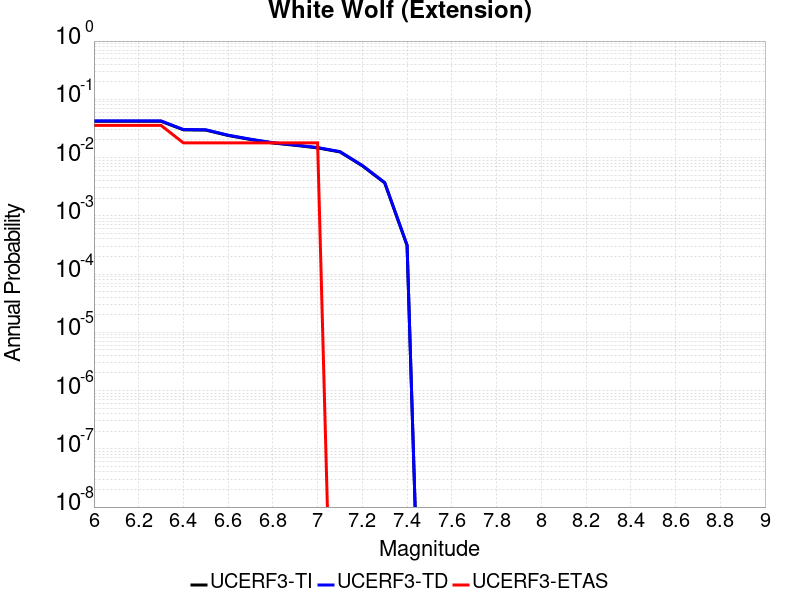 White Wolf (Extension)
10^0
10^-1
10^-2
10^-3
10^-4
10^-5
10^-6
10^-7
10^-8
Annual Probability
6 6.2 6.4 6.6 6.8 7 7.2 7.4 7.6 7.8 8 8.2 8.4 8.6 8.8 9
Magnitude
UCERF3-TI UCERF3-TD UCERF3-ETAS